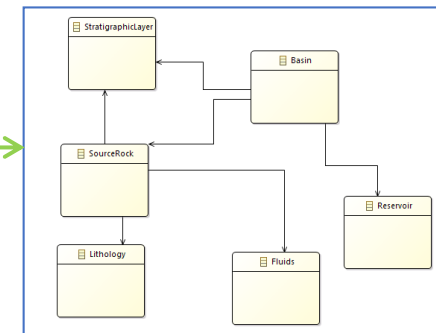 StratigraphicLayer
Basin
SourceRock
Reservoir
Lithology
Fluids